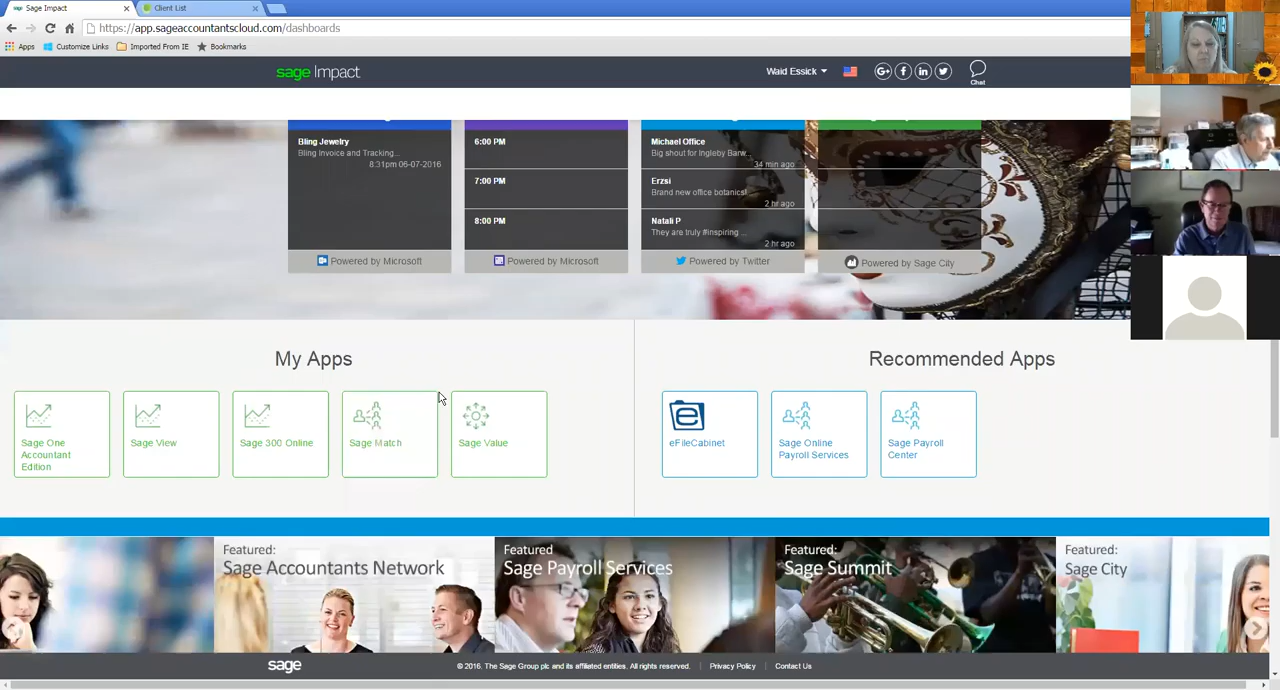 Sage Impact
Client List
https://app.sageaccountantscloud.com/dashboards
Apps Customize Links Imported From IE Bookmarks
sage Impact
Waid Essick
Chat
Bling Jewelry
Bling Invoice and Tracking...
8:31pm 06-07-2016
Powered by Microsoft
6:00 PM
7:00 PM
8:00 PM
Powered by Microsoft
Michael Office
Big shout for Ingleby Barw...
34 min ago
Erzsi
Brand new office botanics!
2 hr ago
Natali P
They are truly #inspiring ...
2 hr ago
Powered by Twitter
Powered by Sage City
My Apps
Sage One
Accountant
Edition
Sage View
Sage 300 Online
Sage Match
Sage Value
Recommended Apps
eFileCabinet
Sage Online
Payroll Services
Sage Payroll
Center
Featured:
Sage Accountants Network
Featured
Sage Payroll Services
Featured:
Sage Summit
Featured:
Sage City
sage
© 2016. The Sage Group plc and its affiliated entities. All rights reserved. | Privacy Policy | Contact Us